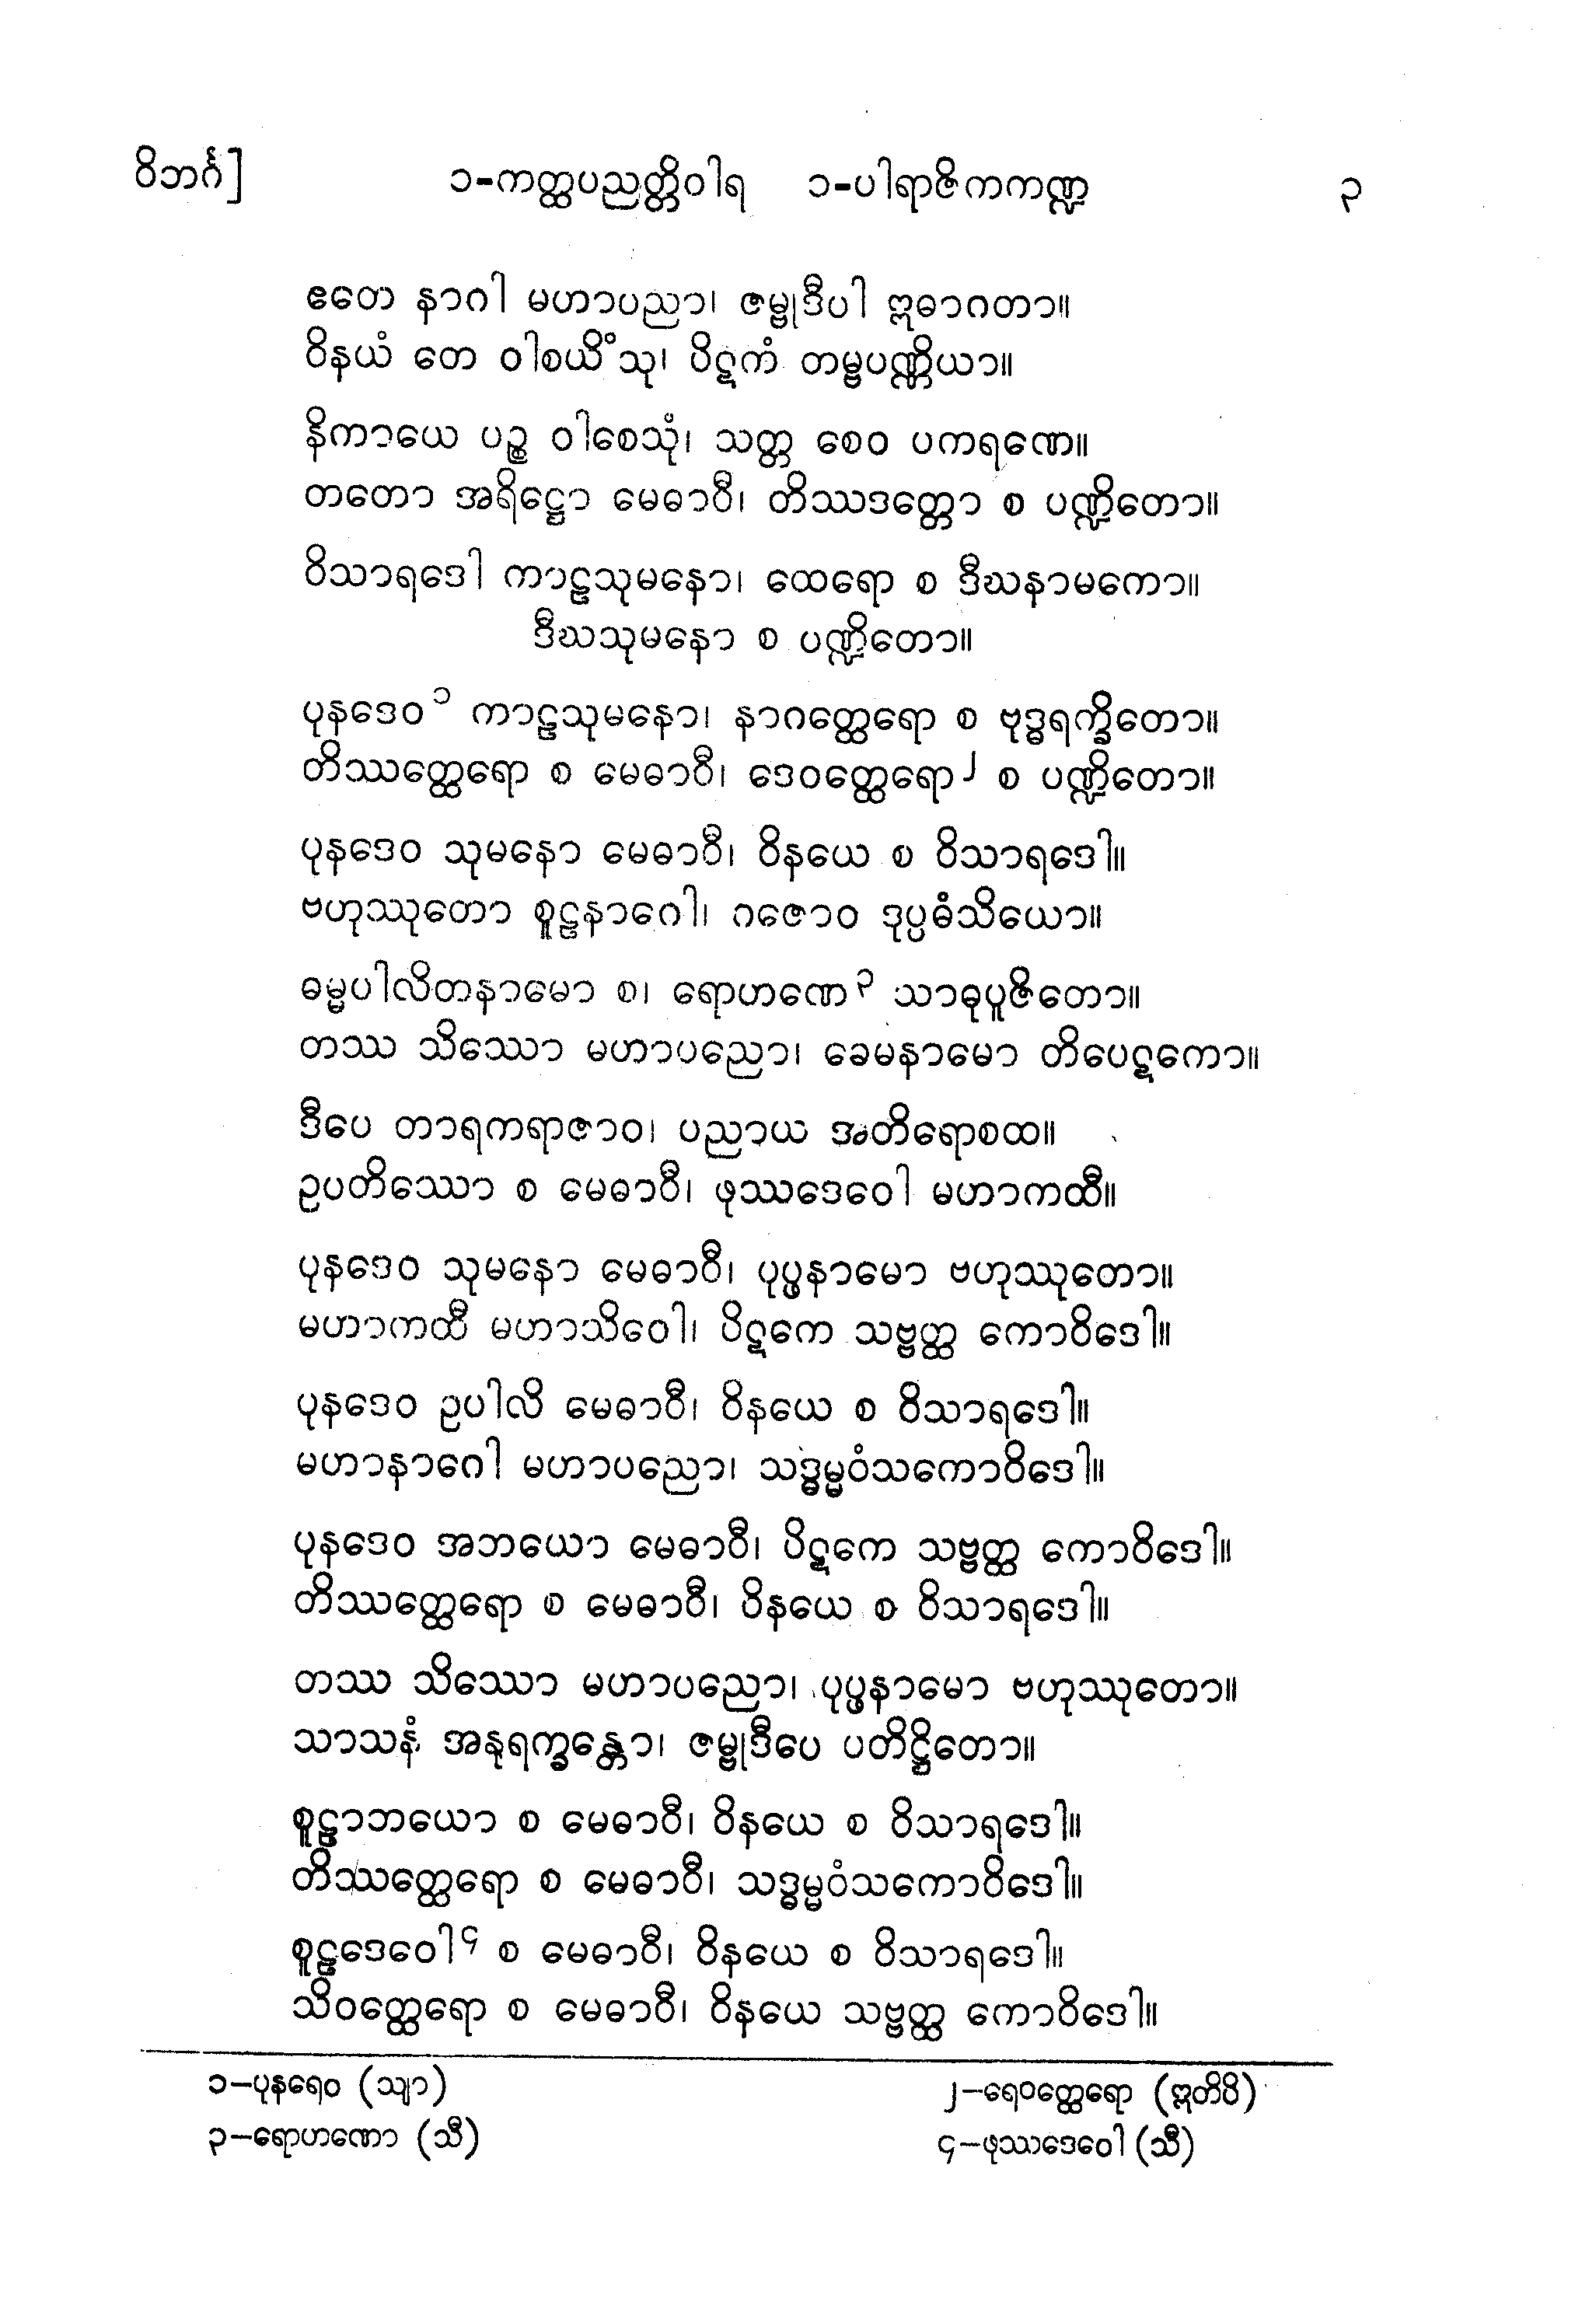 ဝိဘင်္ဂ]
၁-ကတ္ထပညတ္တိဝါရ ၁-ပါရာဇိကကဏ္ဍ ၃
ဧတေ နာဂါ မဟာပညာ၊ ဇမ္ဗုဒီပါ ဣဓာဂတာ။
ဝိနယံ တေ ဝါစယိံသု၊ ပိဋကံ တမ္ဗပဏ္ဏိယာ။
နိကာယေ ပဉ္စ ဝါစေသုံ၊ သတ္တ စေဝ ပကရဏေ။
တတော အရိဋ္ဌော မေဓာဝီ၊ တိဿဒတ္တော စ ပဏ္ဍိတော။
ဝိသာရဒေါ ကာဠသုမနော၊ ထေရော စ ဒီဃနာမကော။
ဒီဃသုမနော စ ပဏ္ဍိတော။
ပုနဒေဝ၁ ကာဠသုမနော၊ နာဂတ္ထေရော စ ဗုဒ္ဓရက္ခိတော။
တိဿတ္ထေရော စ မေဓာဝီ၊ ဒေဝတ္ထေရော၂ စ ပဏ္ဍိတော။
ပုနဒေဝ သုမနော မေဓာဝီ၊ ဝိနယေ စ ဝိသာရဒေါ။
ဗဟုဿုတော စူဠနာဂေါ၊ ဂဇောဝ ဒုပ္ပဓံသိယော။
ဓမ္မပါလိတနာမော စ၊ ရောဟဏေ၃ သာဓုပူဇိတော။
တဿ သိဿော မဟာပညော၊ ခေမနာမော တိပေဋကော။
ဒီပေ တာရကရာဇာဝ၊ ပညာယ အတိရောစထ။
ဥပတိဿော စ မေဓာဝီ၊ ဖုဿဒေဝေါ မဟာကထီ။
ပုနဒေဝ သုမနော မေဓာဝီ၊ ပုပ္ဖနာမော ဗဟုဿုတော။
မဟာကထီ မဟာသိဝေါ၊ ပိဋကေ သဗ္ဗတ္ထ ကောဝိဒေါ။
ပုနဒေဝ ဥပါလိ မေဓာဝီ၊ ဝိနယေ စ ဝိသာရဒေါ။
မဟာနာဂေါ မဟာပညော၊ သဒ္ဓမ္မဝံသကောဝိဒေါ။
ပုနဒေဝ အဘယော မေဓာဝီ၊ ပိဋကေ သဗ္ဗတ္ထ ကောဝိဒေါ။
တိဿတ္ထေရော စ မေဓာဝီ၊ ဝိနယေ စ ဝိသာရဒေါ။
တဿ သိဿော မဟာပညော၊ ပုပ္ဖနာမော ဗဟုဿုတော။
သာသနံ အနုရက္ခန္တော၊ ဇမ္ဗုဒီပေ ပတိဋ္ဌိတော။
စူဠာဘယော စ မေဓာဝီ၊ ဝိနယေ စ ဝိသာရဒေါ။
တိဿတ္ထေရော စ မေဓာဝီ၊ သဒ္ဓမ္မဝံသကောဝိဒေါ။
စူဠဒေဝေါ၄ စ မေဓာဝီ၊ ဝိနယေ စ ဝိသာရဒေါ။
သိဝတ္ထေရော စ မေဓာဝီ၊ ဝိနယေ သဗ္ဗတ္ထ ကောဝိဒေါ။
၁–ပုနရေဝ (သျာ) ၂–ရေဝတ္ထေရော (ဣတိပိ)
၃–ရောဟဏော (သီ) ၄–ဖုဿဒေဝေါ (သီ)